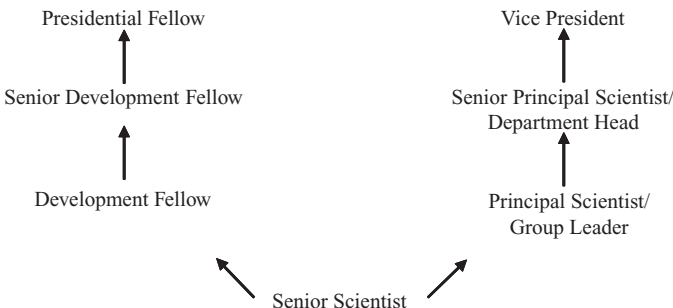 Presidential Fellow
Vice President
Senior Development Fellow
Senior Principal Scientist/
Department Head
Development Fellow
Principal Scientist/
Group Leader
Senior Scientist